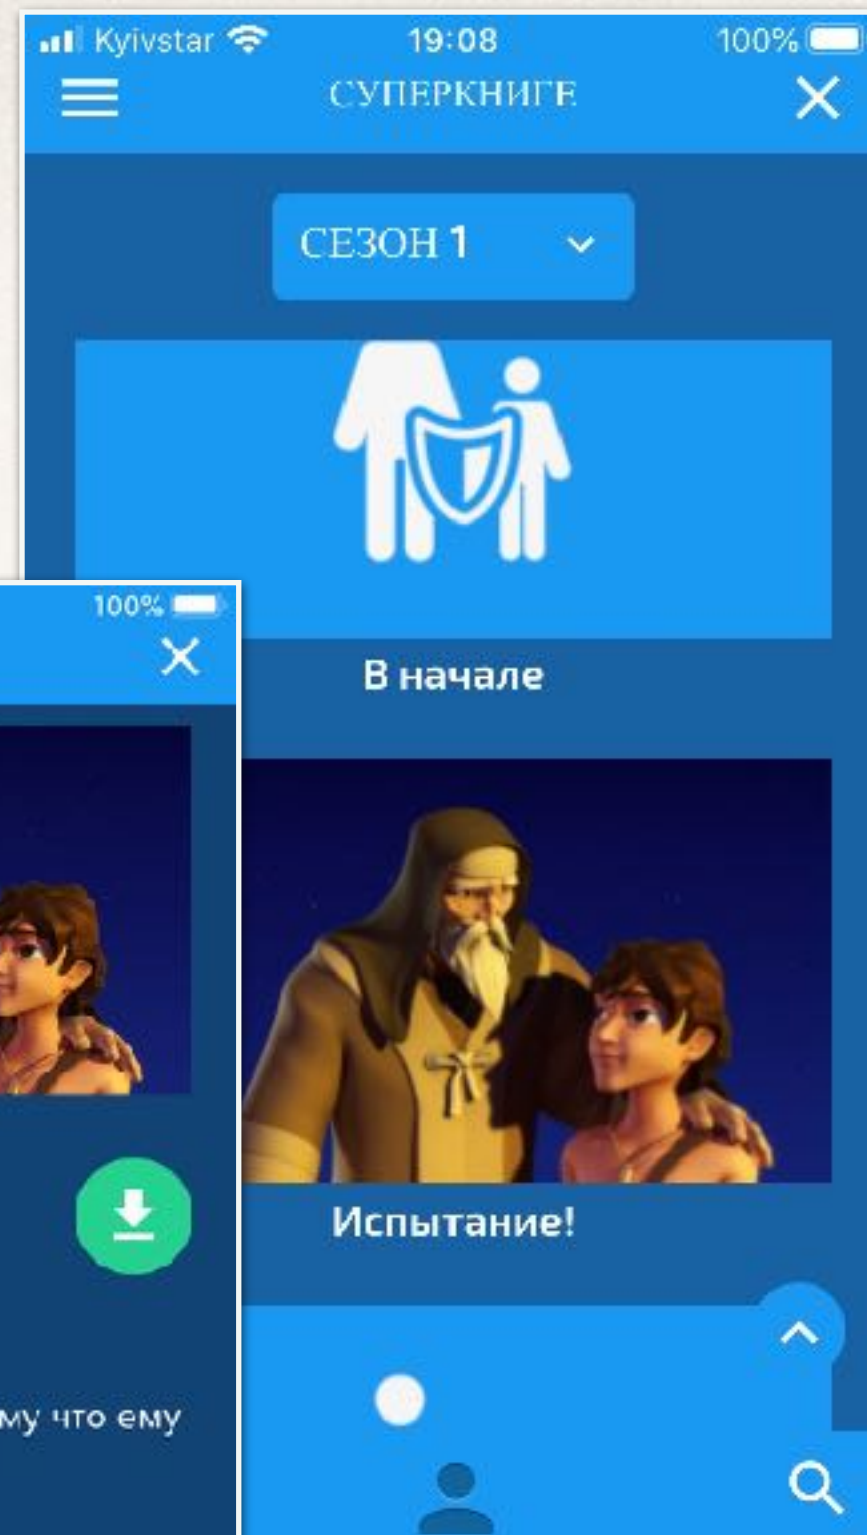 Kyivstar 19:08 100%
СУПЕРКНИГЕ
СЕЗОН 1
В начале
Испытание!
100%
му что ему